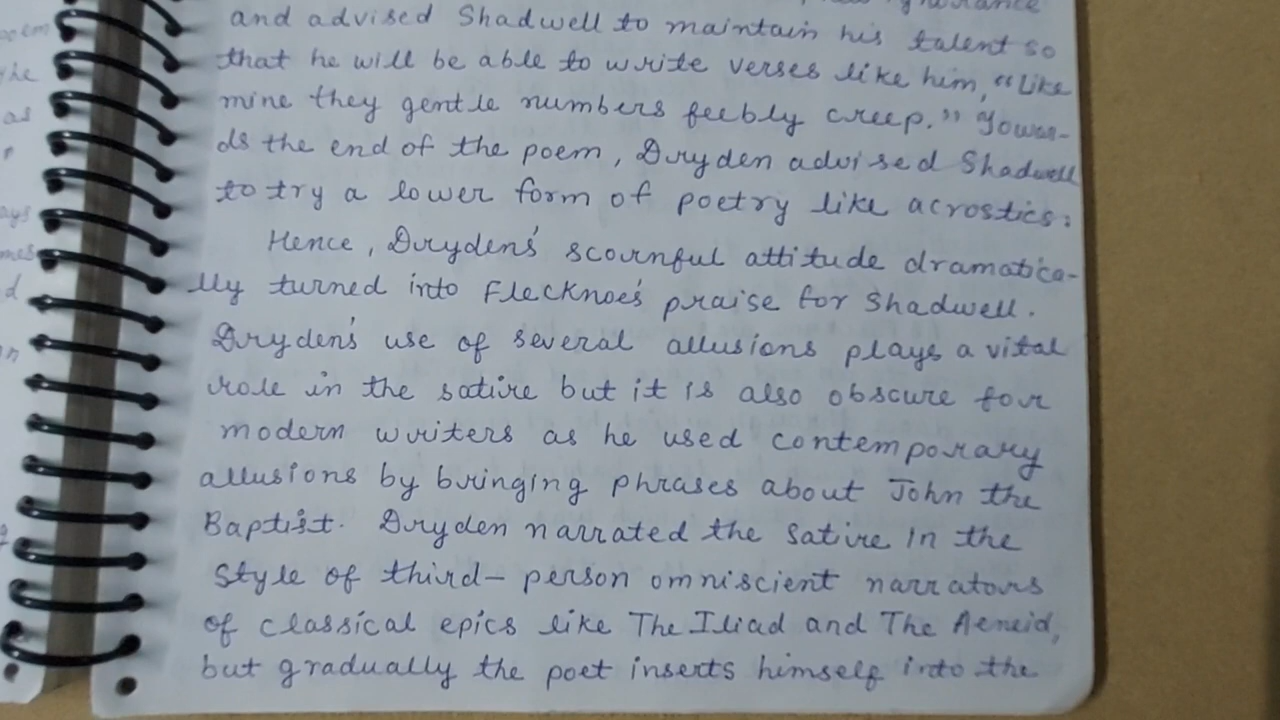 and advised Shadwell to maintain his talent so
that he will be able to write verses like him, "Like
mine they gentle numbers feebly creep." Towar-
ds the end of the poem, Dryden advised Shadwell
to try a lower form of poetry like acrostics.
Hence, Dryden's scornful attitude dramatica-
lly turned into Flecknoe's praise for Shadwell.
Dryden's use of several allusions plays a vital
role in the satire but it is also obscure for
modern writers as he used contemporary
allusions by bringing phrases about John the
Baptist. Dryden narrated the satire in the
style of third-person omniscient narrators
of classical epics like The Iliad and The Aeneid,
but gradually the poet inserts himself into the